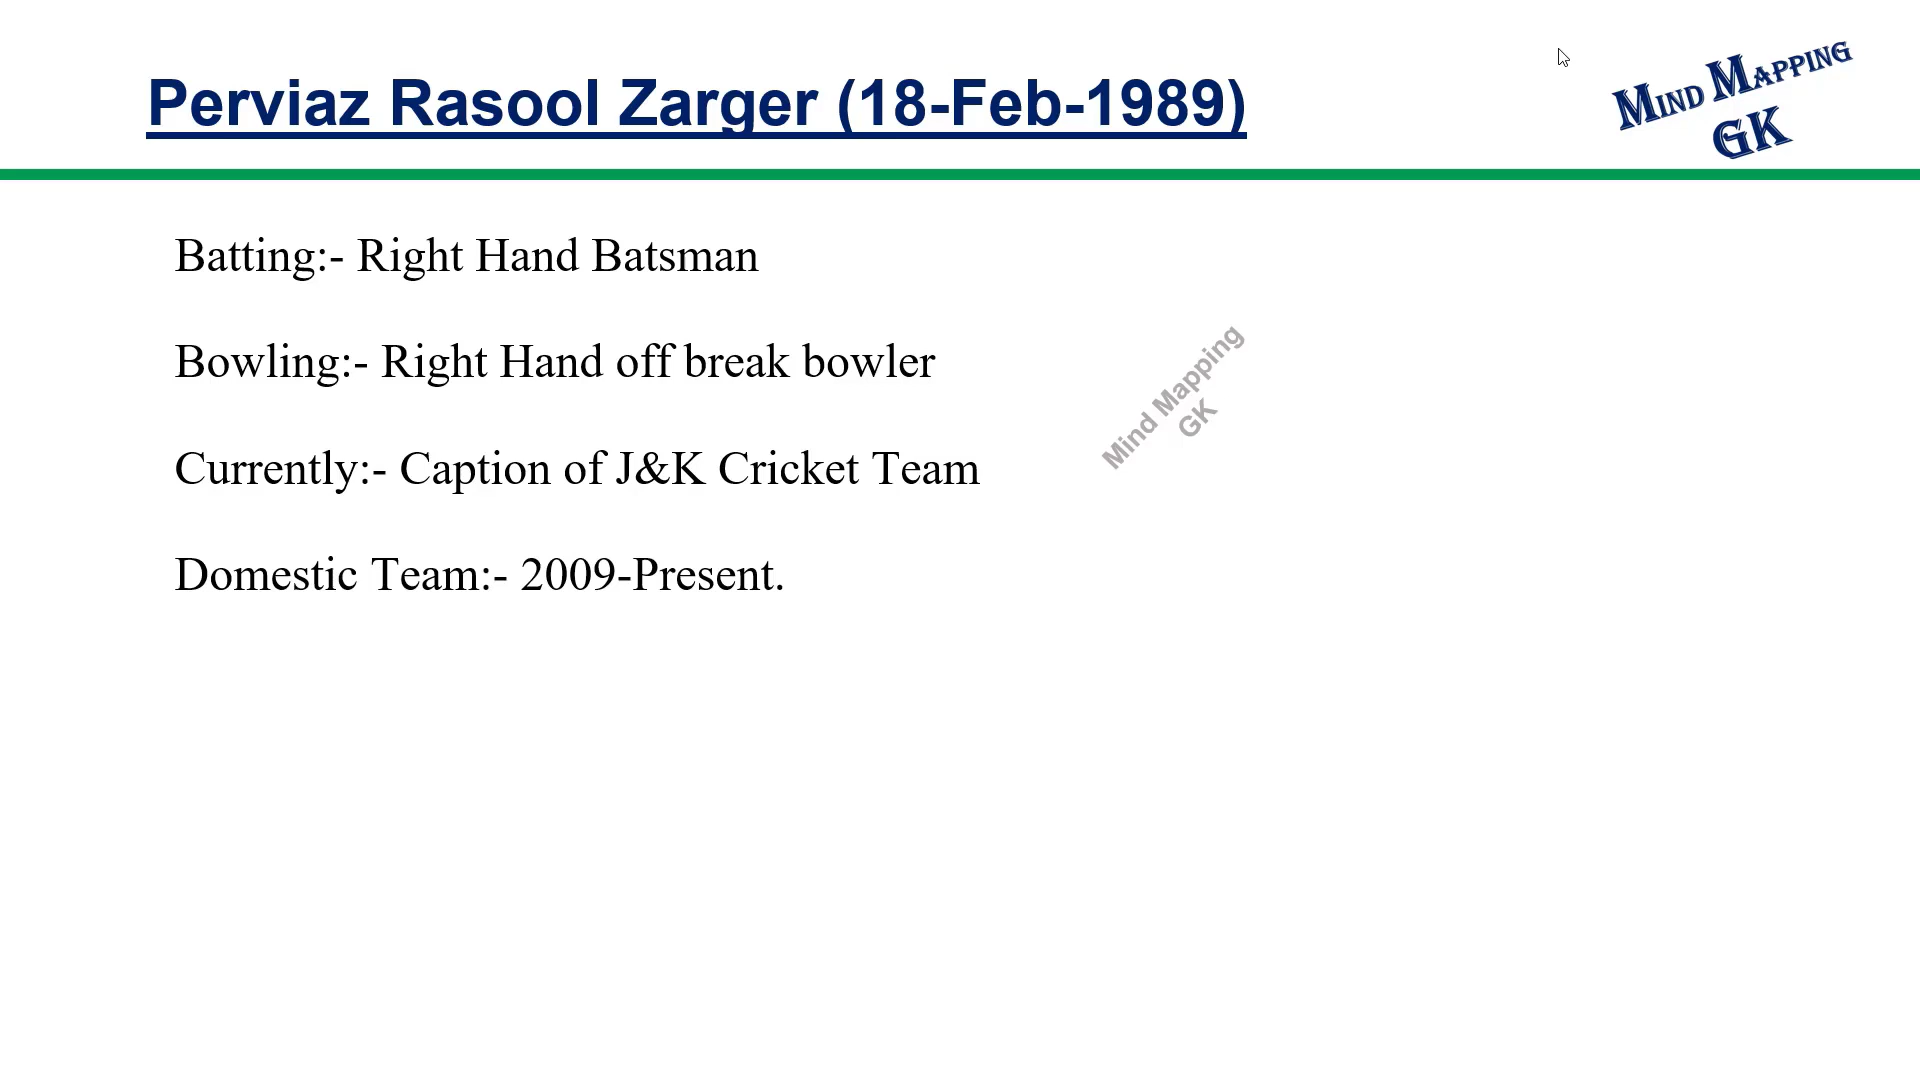 Perviaz Rasool Zarger (18-Feb-1989)
MIND MAPPING
GK
Batting:- Right Hand Batsman
Bowling:- Right Hand off break bowler
Mind Mapping
GK
Currently:- Caption of J&K Cricket Team
Domestic Team:- 2009-Present.